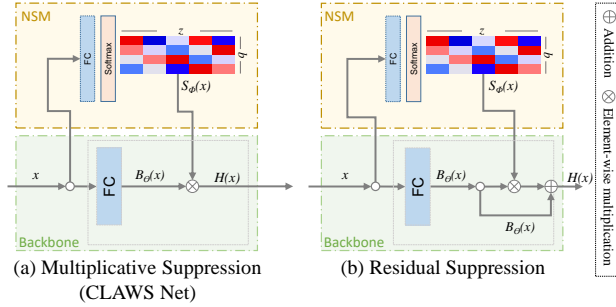 NSM
FC
Softmax
z
q
S_Φ(x)
x
FC
B_Θ(x)
H(x)
Backbone
(a) Multiplicative Suppression
(CLAWS Net)
NSM
FC
Softmax
z
q
S_Φ(x)
x
FC
B_Θ(x)
H(x)
B_Θ(x)
Backbone
(b) Residual Suppression
⊕ Addition
⊗ Element-wise
multiplication